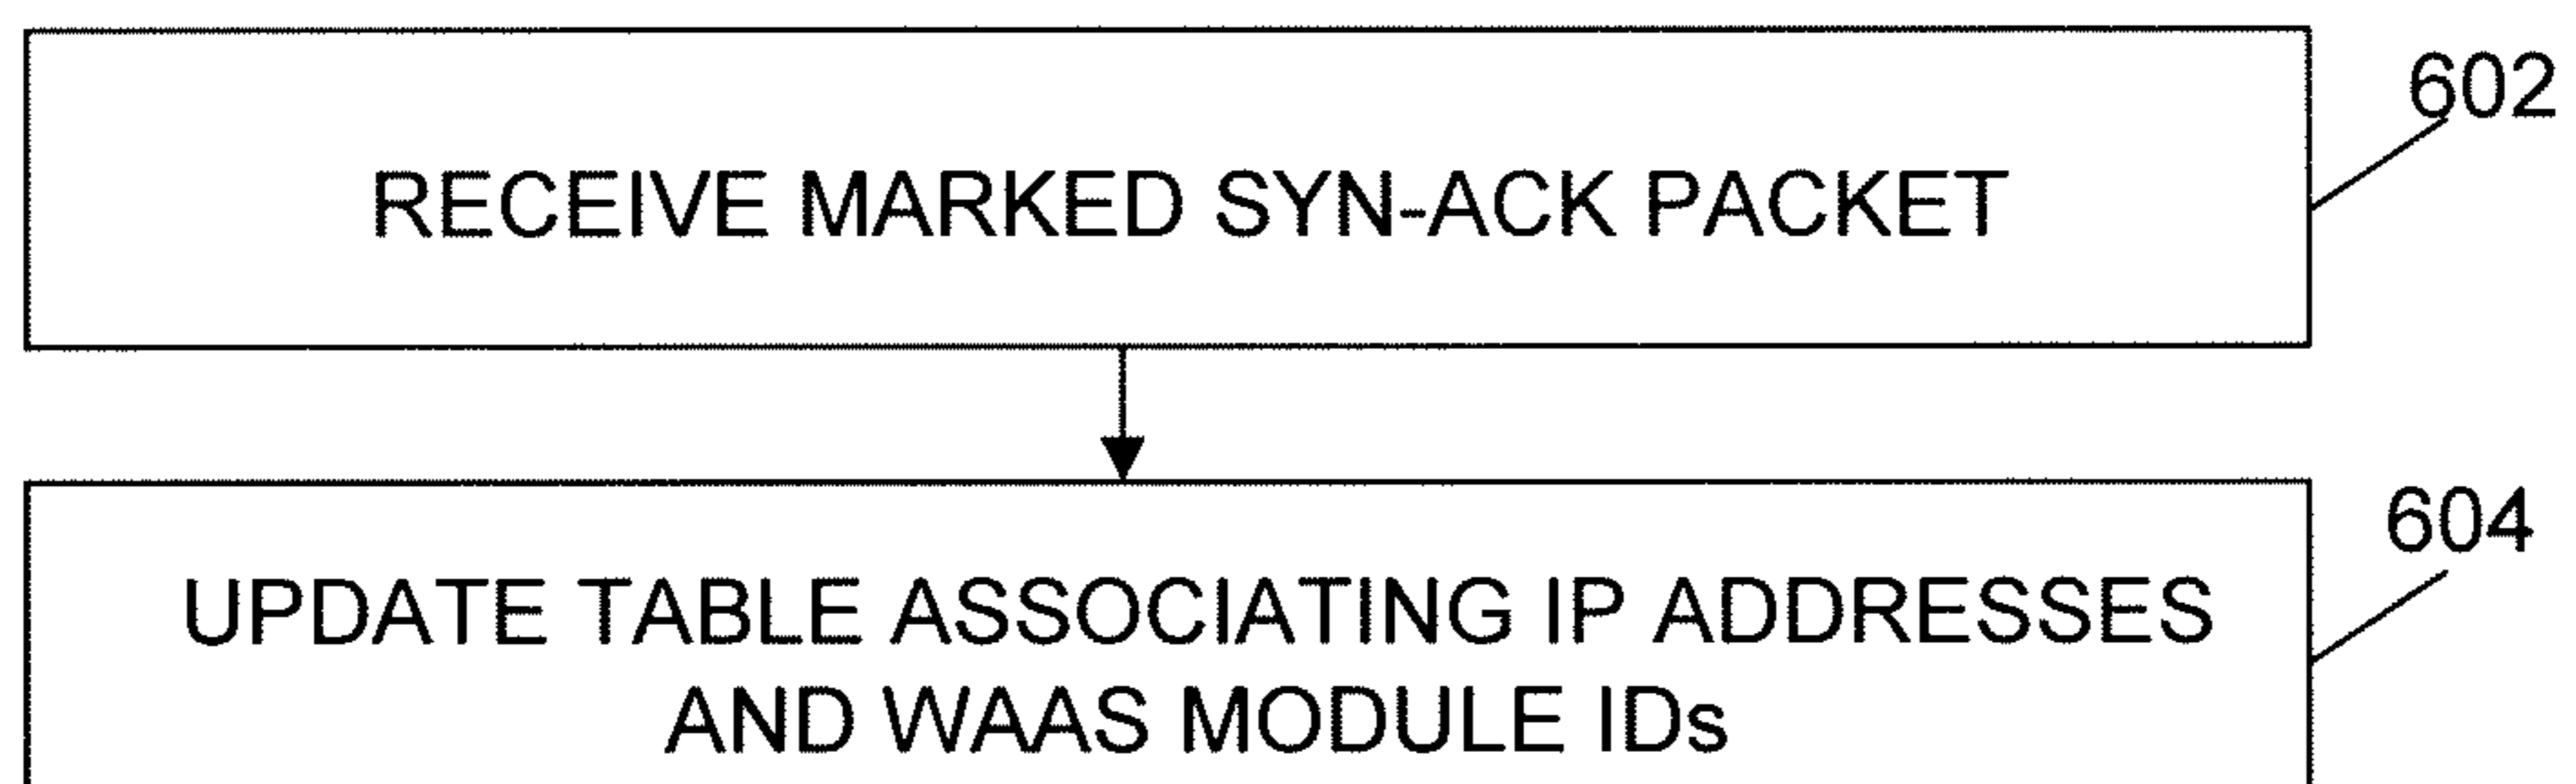 602
RECEIVE MARKED SYN-ACK PACKET
604
UPDATE TABLE ASSOCIATING IP ADDRESSES
AND WAAS MODULE IDs